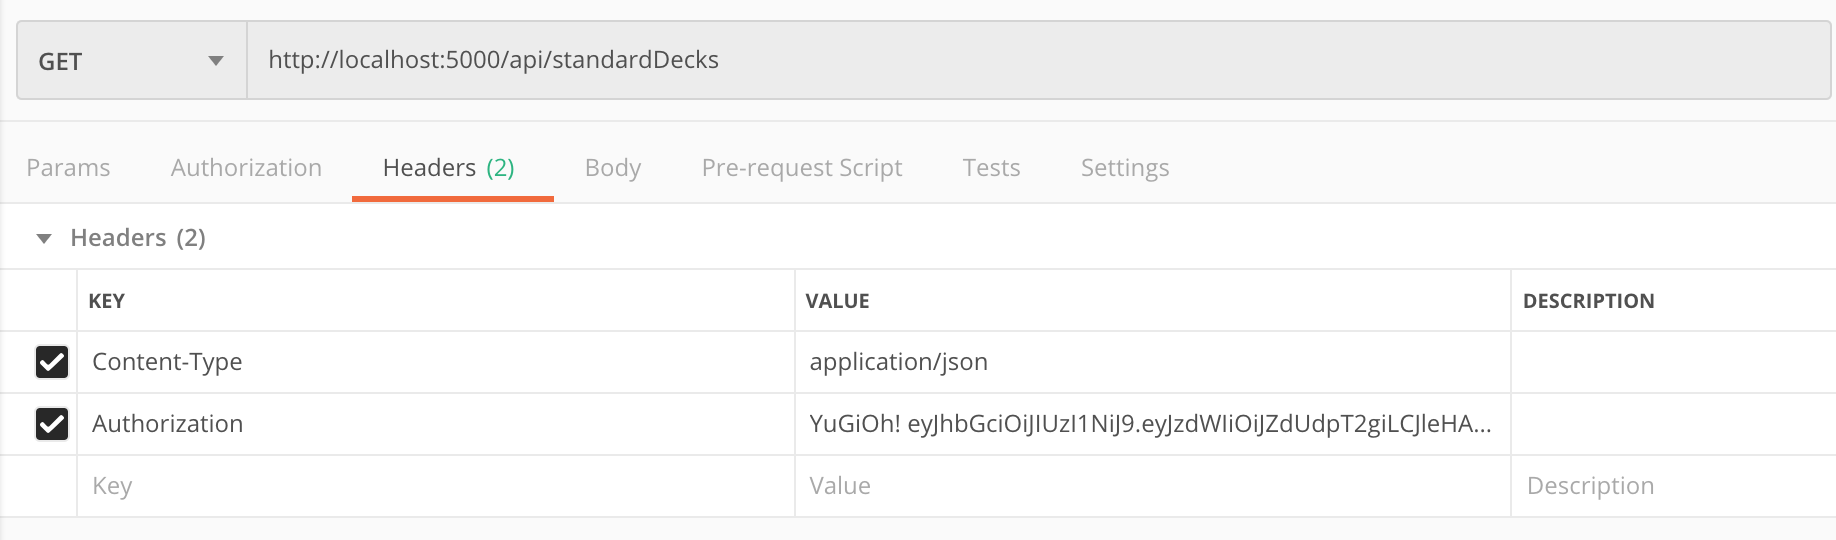 GET http://localhost:5000/api/standardDecks
Params Authorization Headers (2) Body Pre-request Script Tests Settings
Headers (2)
KEY VALUE DESCRIPTION
Content-Type application/json
Authorization YuGiOh! eyJhbGciOiJIUzI1NiJ9.eyJzdWIiOiJZdUdpT2giLCJleHA...
Key Value Description